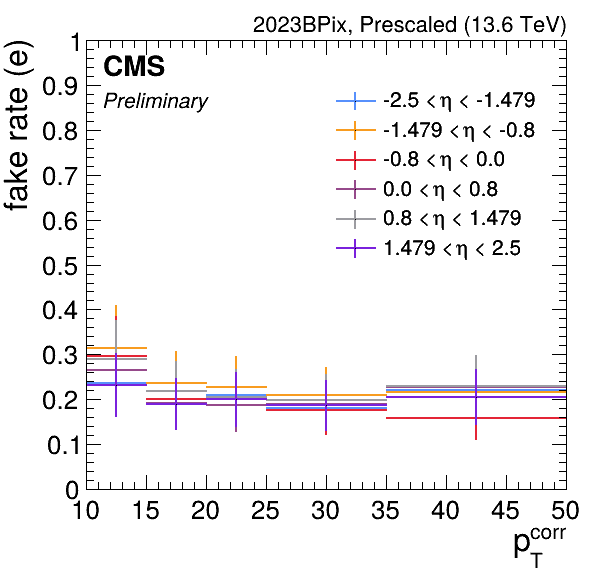 2023BPix, Prescaled (13.6 TeV)
CMS
Preliminary
fake rate (e)
-2.5 < η < -1.479
-1.479 < η < -0.8
-0.8 < η < 0.0
0.0 < η < 0.8
0.8 < η < 1.479
1.479 < η < 2.5
1
0.9
0.8
0.7
0.6
0.5
0.4
0.3
0.2
0.1
0
10 15 20 25 30 35 40 45 50
p_T^corr